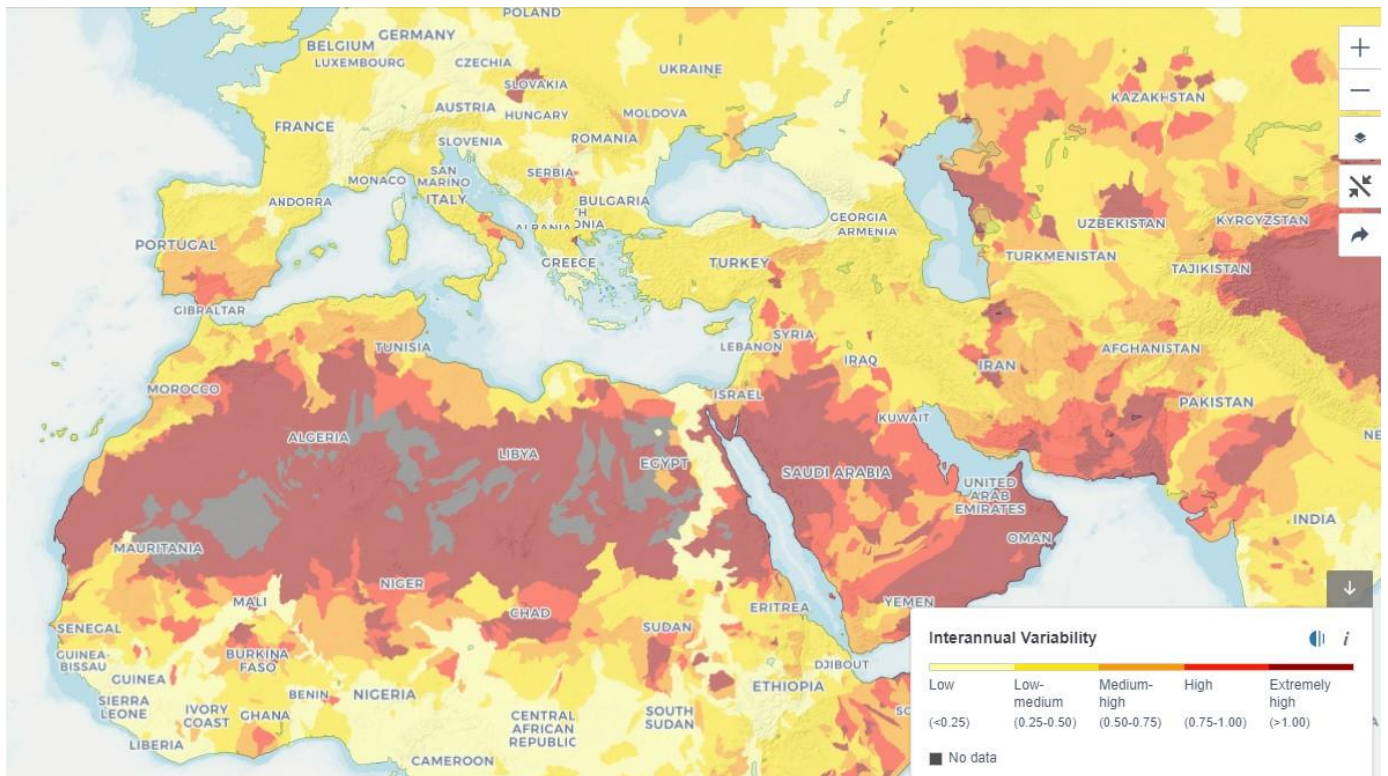 POLAND
GERMANY
BELGIUM
LUXEMBOURG
CZECHIA
UKRAINE
SLOVAKIA
KAZAKHSTAN
AUSTRIA
HUNGARY
MOLDOVA
FRANCE
SLOVENIA
ROMANIA
MONACO
SAN
MARINO
SERBIA
ITALY
ANDORRA
BULGARIA
GEORGIA
UZBEKISTAN
KYRGYZSTAN
ALBANIA
ARMENIA
PORTUGAL
GREECE
TURKEY
TURKMENISTAN
TAJIKISTAN
GIBRALTAR
TUNISIA
SYRIA
LEBANON
IRAQ
AFGHANISTAN
IRAN
MOROCCO
ISRAEL
PAKISTAN
KUWAIT
NE
ALGERIA
LIBYA
EGYPT
SAUDI ARABIA
UNITED
ARAB
EMIRATES
INDIA
OMAN
MAURITANIA
NIGER
MALI
CHAD
ERITREA
YEMEN
SENEGAL
SUDAN
GUINEA-
BISSAU
BURKINA
FASO
DJIBOUT
GUINEA
BENIN
NIGERIA
ETHIOPIA
SIERRA
LEONE
IVORY
COAST
GHANA
CENTRAL
AFRICAN
REPUBLIC
SOUTH
SUDAN
LIBERIA
CAMEROON
Interannual Variability
Low
Low-
medium
Medium-
high
High
Extremely
high
(<0.25)
(0.25-0.50)
(0.50-0.75)
(0.75-1.00)
(>1.00)
No data